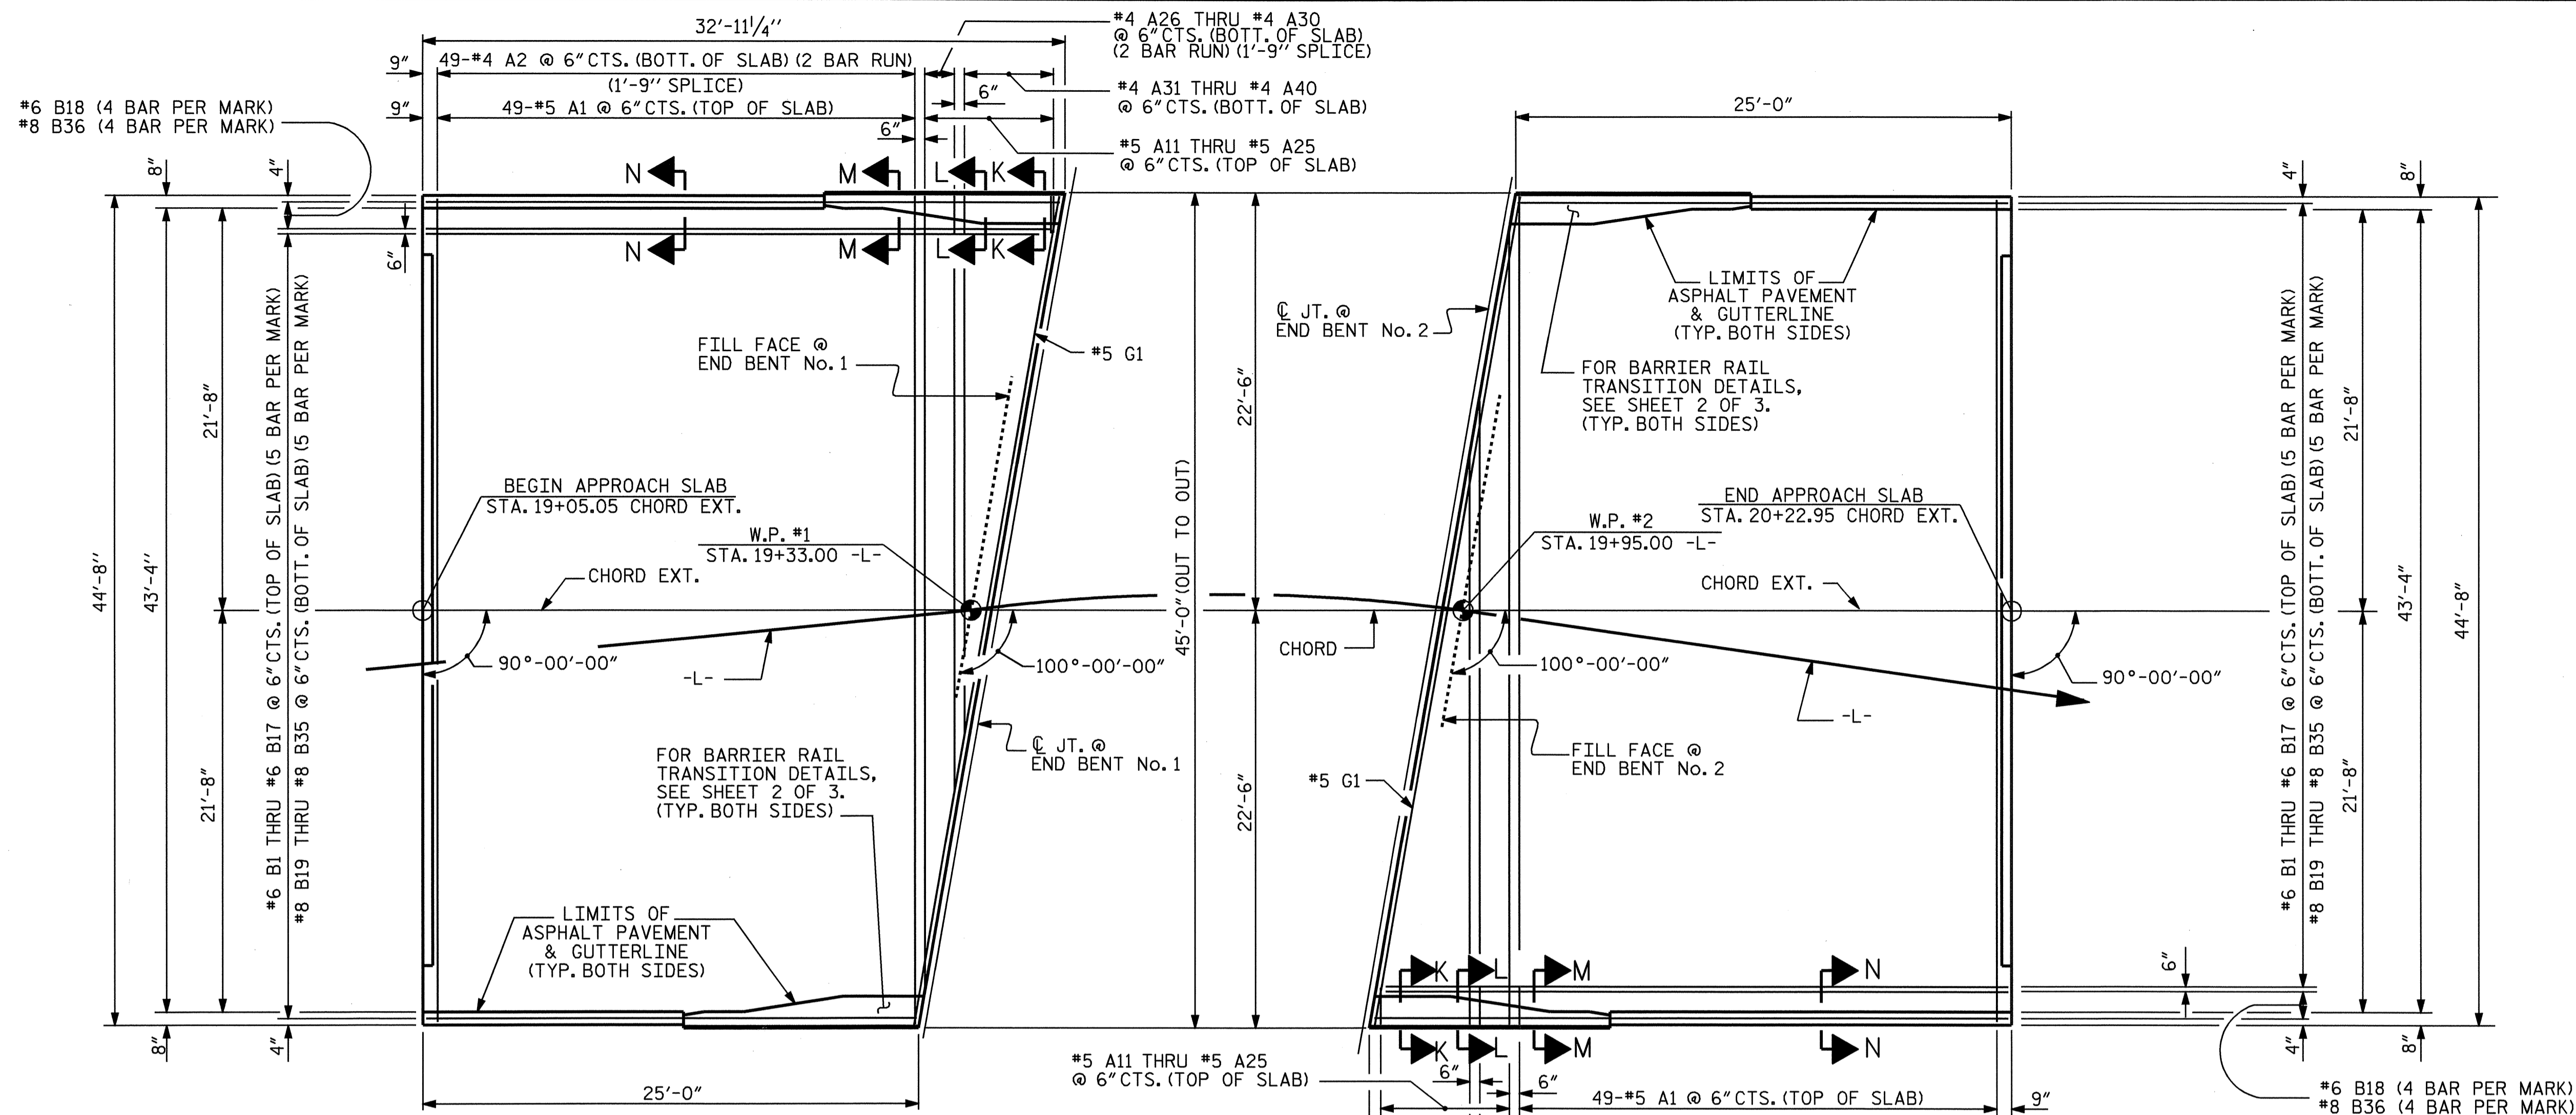 32'-11 1/4''
9" 49-#4 A2 @ 6" CTS. (BOTT. OF SLAB) (2 BAR RUN)
(1'-9'' SPLICE)
9" 49-#5 A1 @ 6" CTS. (TOP OF SLAB)
6"
6"
#4 A26 THRU #4 A30
@ 6" CTS. (BOTT. OF SLAB)
(2 BAR RUN) (1'-9'' SPLICE)
#4 A31 THRU #4 A40
@ 6" CTS. (BOTT. OF SLAB)
#5 A11 THRU #5 A25
@ 6" CTS. (TOP OF SLAB)
#6 B18 (4 BAR PER MARK)
#8 B36 (4 BAR PER MARK)
8"
4"
6"
N
M
L
K
N
M
L
K
44'-8''
43'-4''
21'-8"
21'-8"
#6 B1 THRU #6 B17 @ 6" CTS. (TOP OF SLAB) (5 BAR PER MARK)
#8 B19 THRU #8 B35 @ 6" CTS. (BOTT. OF SLAB) (5 BAR PER MARK)
FILL FACE @
END BENT No. 1
#5 G1
BEGIN APPROACH SLAB
STA. 19+05.05 CHORD EXT.
W.P. #1
STA. 19+33.00 -L-
CHORD EXT.
90°-00'-00"
-L-
100°-00'-00"
℄ JT. @
END BENT No. 1
FOR BARRIER RAIL
TRANSITION DETAILS,
SEE SHEET 2 OF 3.
(TYP. BOTH SIDES)
LIMITS OF
ASPHALT PAVEMENT
& GUTTERLINE
(TYP. BOTH SIDES)
8"
4"
25'-0"
45'-0" (OUT TO OUT)
22'-6"
22'-6"
25'-0"
℄ JT. @
END BENT No. 2
LIMITS OF
ASPHALT PAVEMENT
& GUTTERLINE
(TYP. BOTH SIDES)
FOR BARRIER RAIL
TRANSITION DETAILS,
SEE SHEET 2 OF 3.
(TYP. BOTH SIDES)
END APPROACH SLAB
STA. 20+22.95 CHORD EXT.
W.P. #2
STA. 19+95.00 -L-
CHORD EXT.
CHORD
100°-00'-00"
90°-00'-00"
-L-
FILL FACE @
END BENT No. 2
#5 G1
4"
8"
#6 B1 THRU #6 B17 @ 6" CTS. (TOP OF SLAB) (5 BAR PER MARK)
#8 B19 THRU #8 B35 @ 6" CTS. (BOTT. OF SLAB) (5 BAR PER MARK)
21'-8"
21'-8"
43'-4"
44'-8"
6"
K
L
M
N
K
L
M
N
4"
8"
#5 A11 THRU #5 A25
@ 6" CTS. (TOP OF SLAB)
6"
6"
49-#5 A1 @ 6" CTS. (TOP OF SLAB)
9"
#6 B18 (4 BAR PER MARK)
#8 B36 (4 BAR PER MARK)